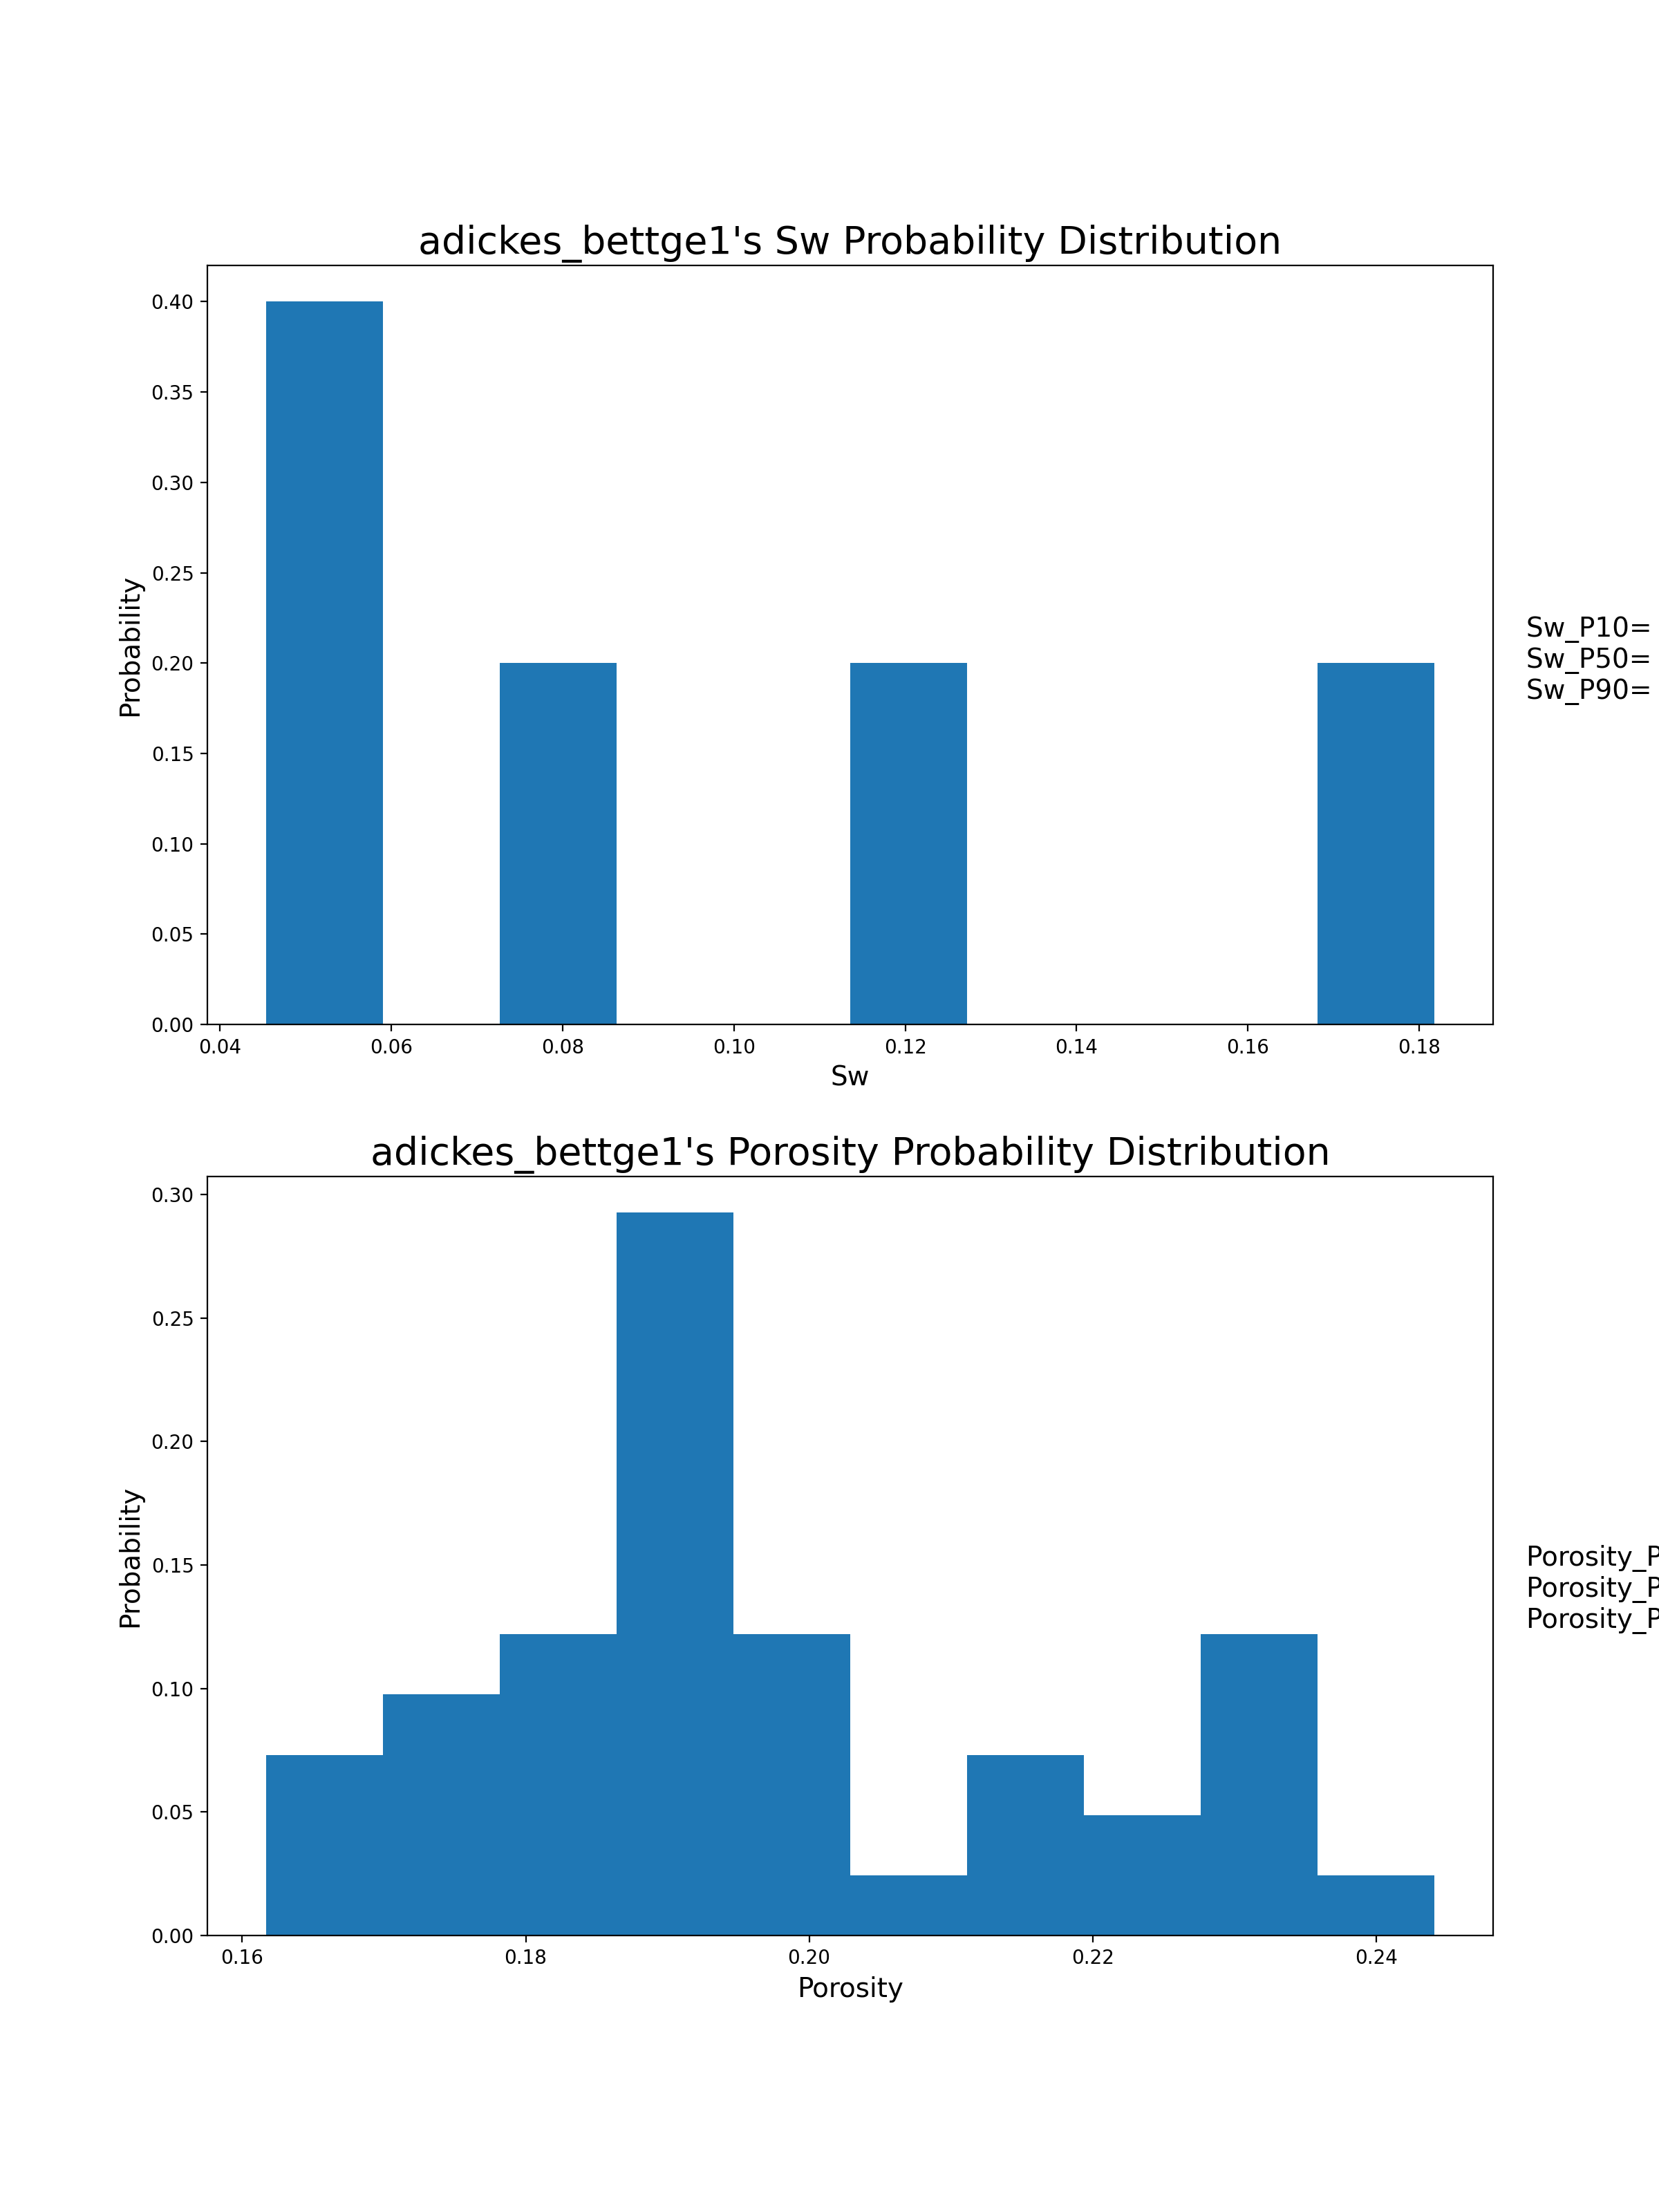 adickes_bettge1's Sw Probability Distribution
0.40
0.35
0.30
0.25
0.20
0.15
0.10
0.05
0.00
Probability
0.04 0.06 0.08 0.10 0.12 0.14 0.16 0.18
Sw
Sw_P10=
Sw_P50=
Sw_P90=
adickes_bettge1's Porosity Probability Distribution
0.30
0.25
0.20
0.15
0.10
0.05
0.00
Probability
0.16 0.18 0.20 0.22 0.24
Porosity
Porosity_P
Porosity_P
Porosity_P